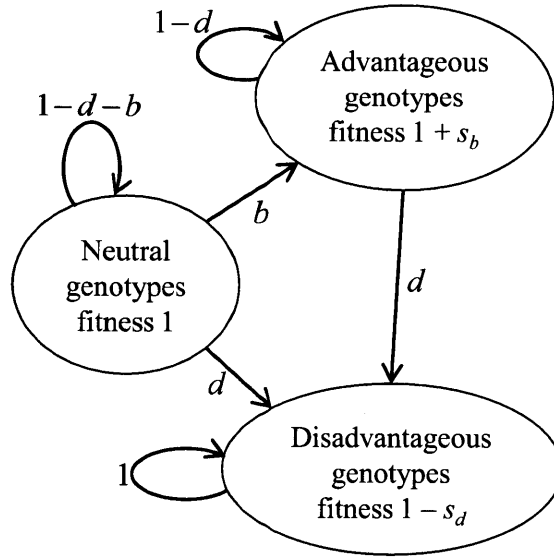 1 – d
Advantageous
genotypes
fitness 1 + s_b
1 – d – b
b
Neutral
genotypes
fitness 1
d
d
Disadvantageous
genotypes
fitness 1 – s_d
1